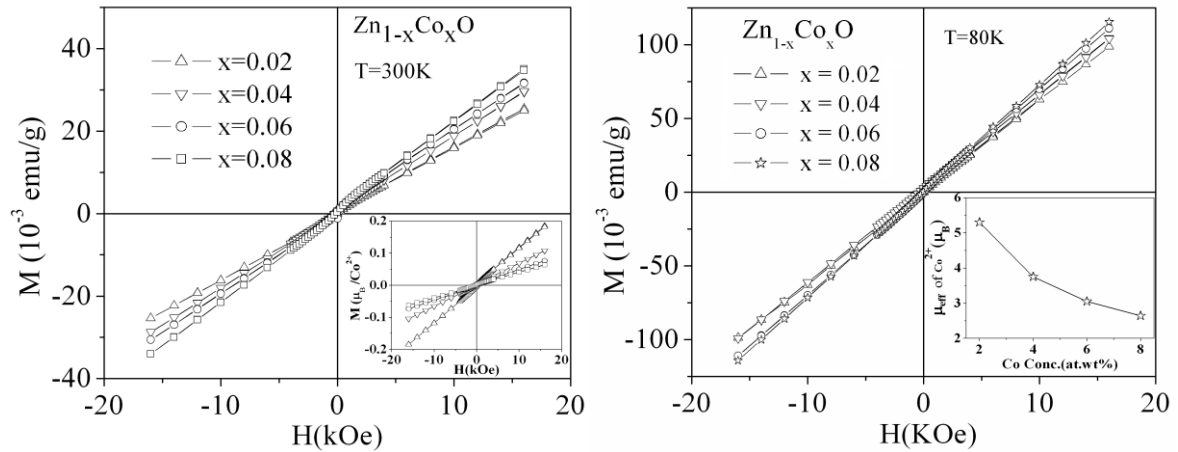 Zn1-xCoxO
T=300K
x=0.02
x=0.04
x=0.06
x=0.08
M (10-3 emu/g)
40
20
0
-20
-40
-20
-10
0
10
20
H(kOe)
M (μB/Co2+)
0.2
0.1
0.0
-0.1
-0.2
-20
-10
0
10
20
H(kOe)
Zn1-xCoxO
T=80K
x = 0.02
x = 0.04
x = 0.06
x = 0.08
M (10-3 emu/g)
100
50
0
-50
-100
-20
-10
0
10
20
H(KOe)
μeff of Co2+(μB)
6
5
4
3
2
2
4
6
8
Co Conc.(at.wt%)